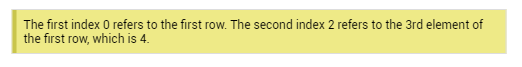 The first index 0 refers to the first row. The second index 2 refers to the 3rd element of
the first row, which is 4.